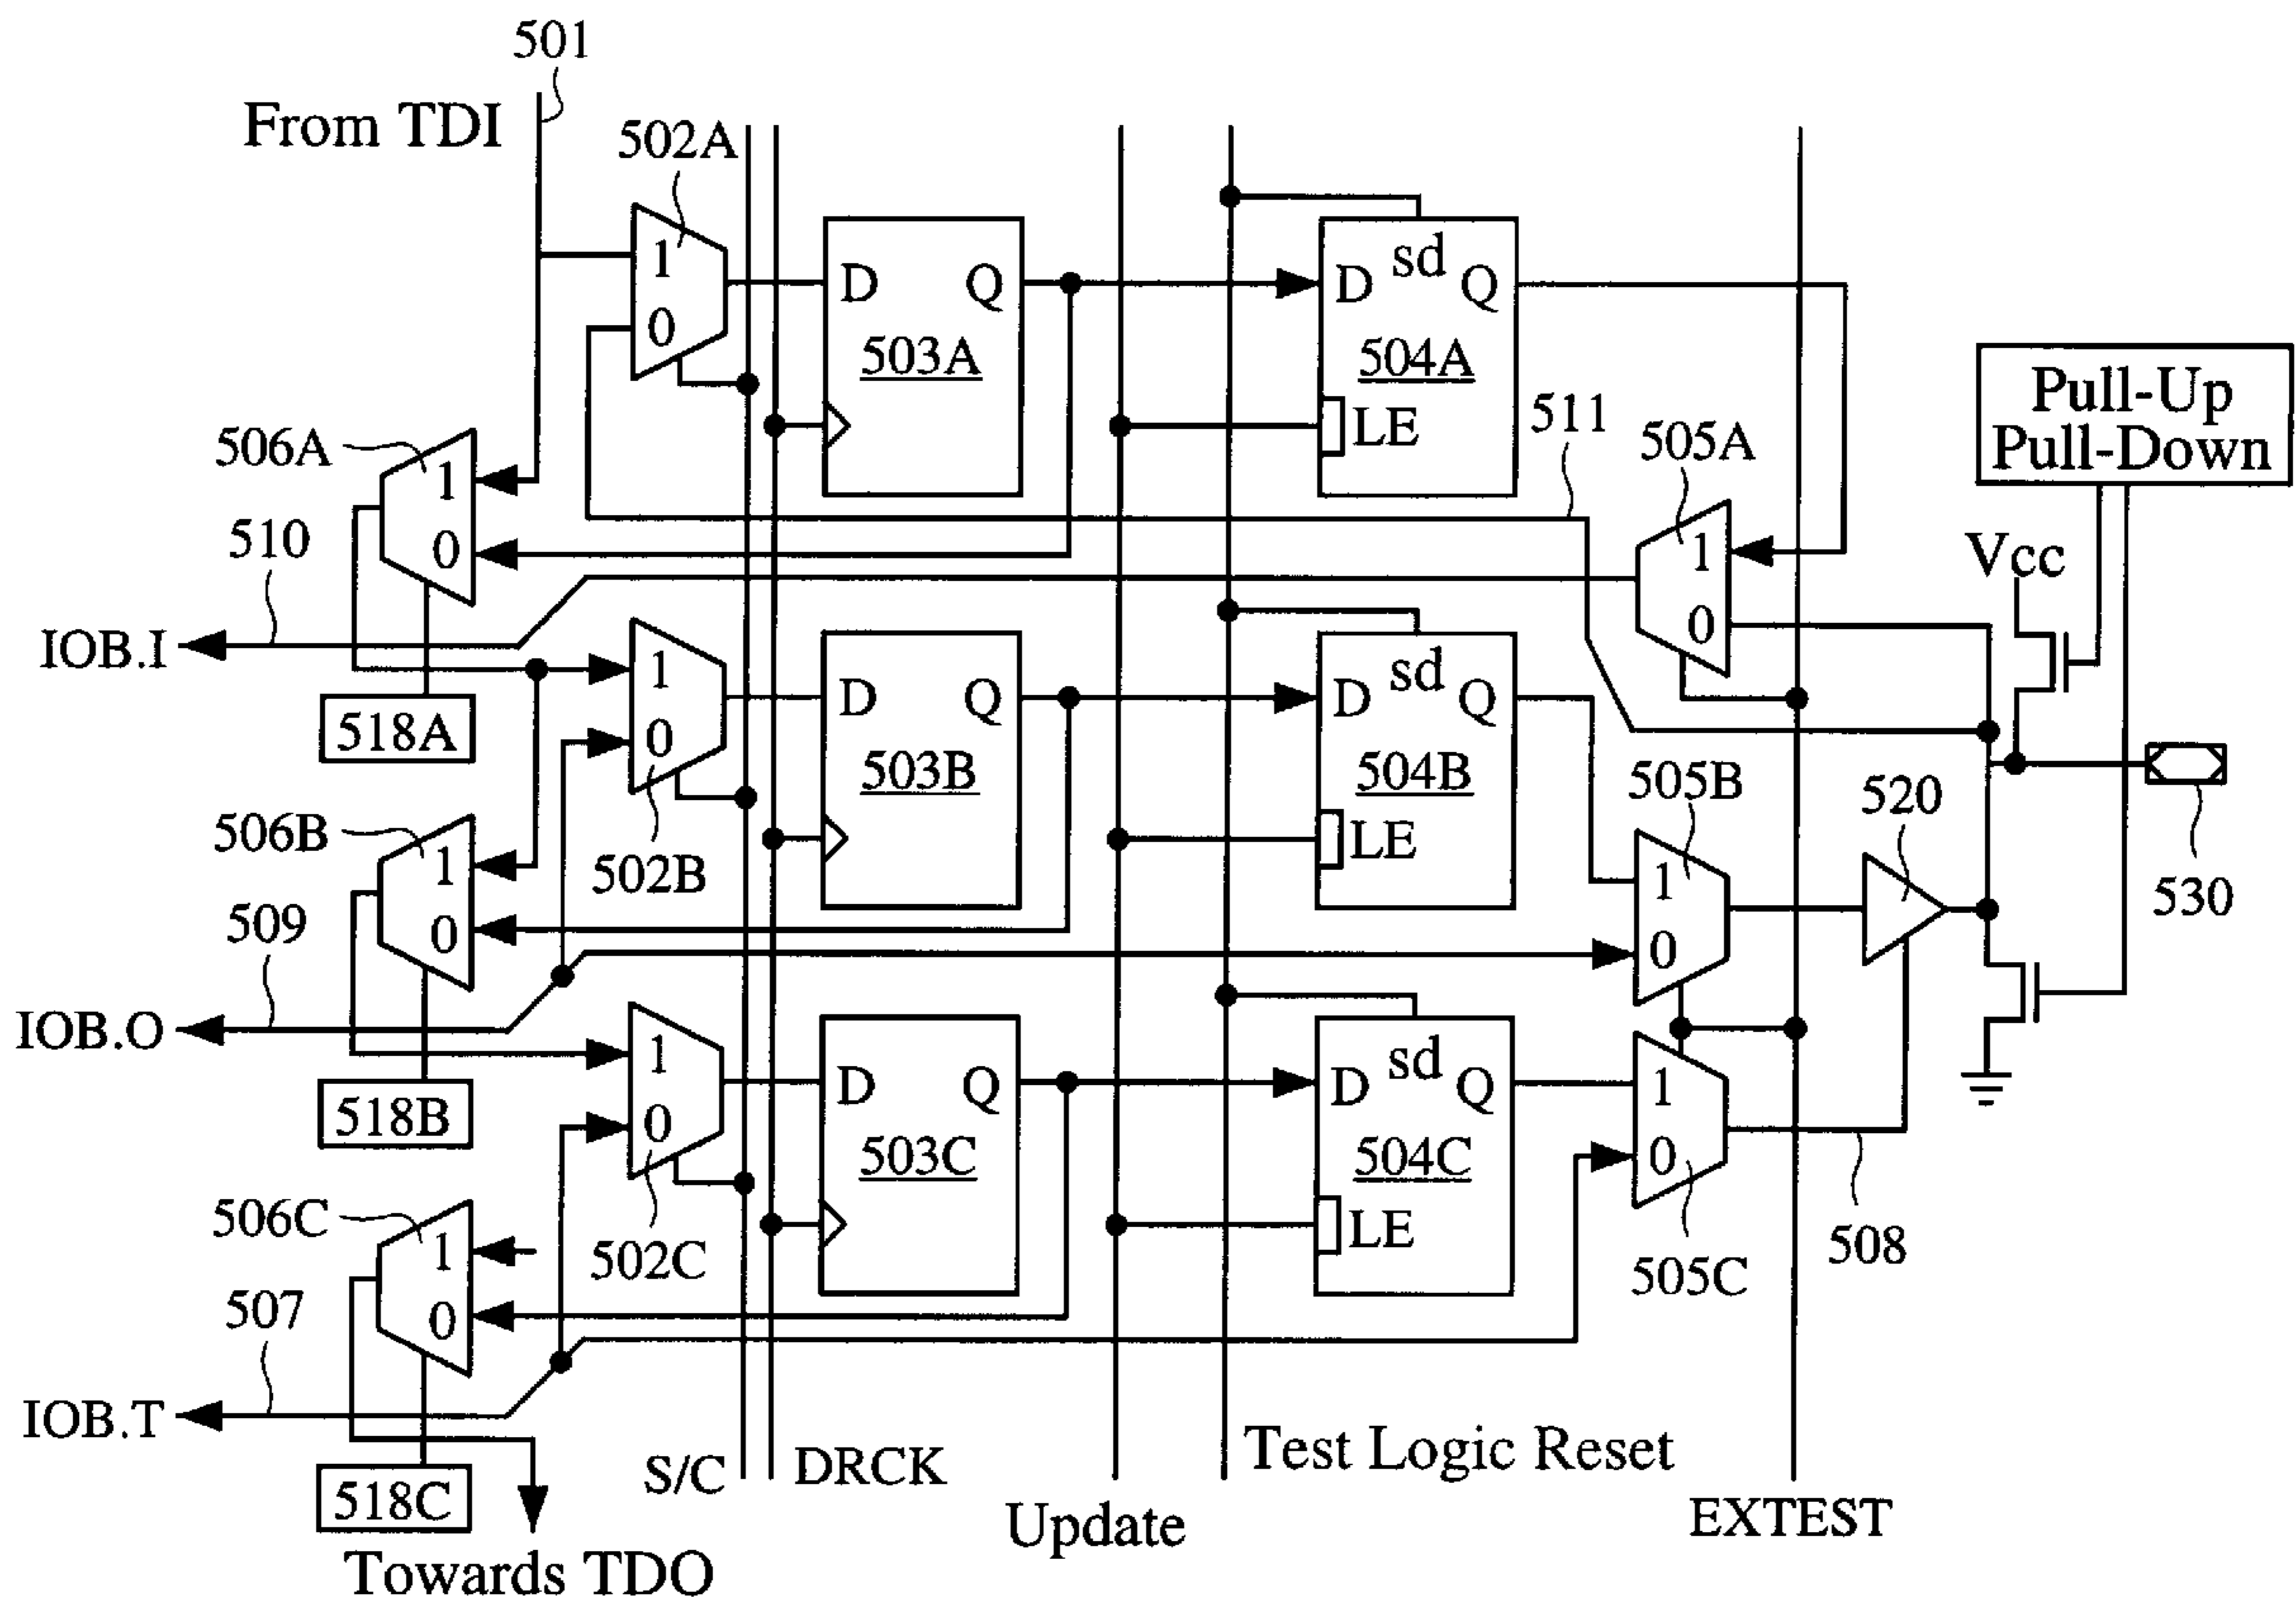 501
From TDI
502A
1
0
D Q
503A
D sd Q
504A
LE
511
505A
1
0
Pull-Up
Pull-Down
Vcc
506A
1
0
510
IOB.I
518A
1
0
502B
D Q
503B
D sd Q
504B
LE
505B
1
0
520
530
506B
1
0
509
IOB.O
518B
1
0
502C
D Q
503C
D sd Q
504C
LE
1
0
505C
508
506C
1
0
507
IOB.T
518C
Towards TDO
S/C
DRCK
Update
Test Logic Reset
EXTEST